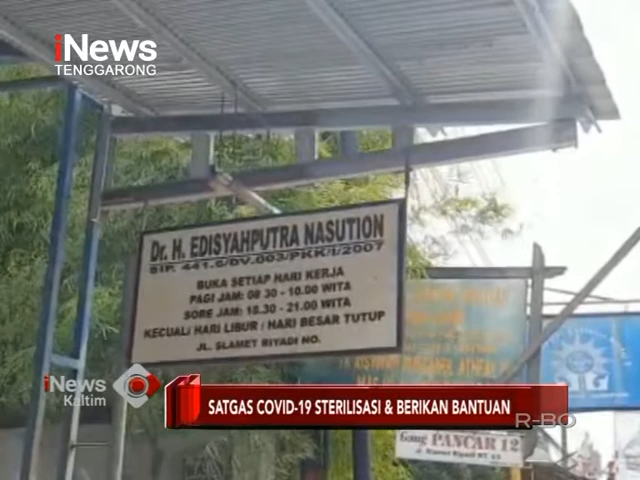 iNews
TENGGARONG
Dr. H. EDISYAHPUTRA NASUTION
SIP. 441.6/DV.003/PKK/I/2007
BUKA SETIAP HARI KERJA
PAGI JAM: 08 30 - 10.00 WITA
SORE JAM: 18.30 - 21.00 WITA
KECUALI HARI LIBUR / HARI BESAR TUTUP
JL. SLAMET RIYADI NO.
iNews
Kaltim
SATGAS COVID-19 STERILISASI & BERIKAN BANTUAN
R-BO
Gang PANCAR 12